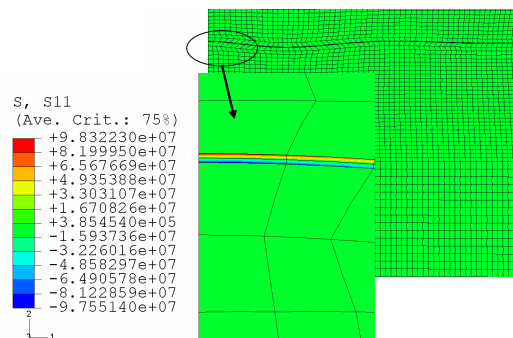 S, S11
(Ave. Crit.: 75%)
+9.832230e+07
+8.199950e+07
+6.567669e+07
+4.935388e+07
+3.303107e+07
+1.670826e+07
+3.854540e+05
-1.593736e+07
-3.226016e+07
-4.858297e+07
-6.490578e+07
-8.122859e+07
-9.755140e+07
2
3 1